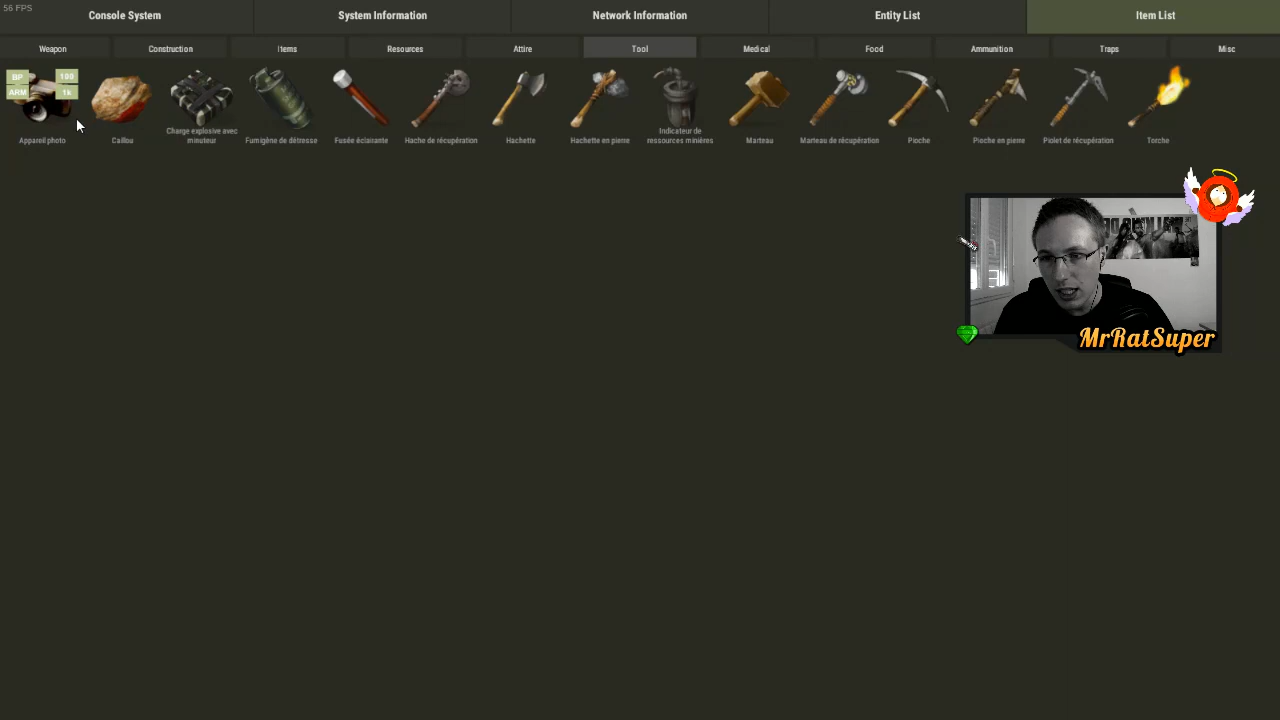 56 FPS
Console System
System Information
Network Information
Entity List
Item List
Weapon
Construction
Items
Resources
Attire
Tool
Medical
Food
Ammunition
Traps
Misc
BP
100
ARM
1k
Appareil photo
Caillou
Charge explosive avec
minuteur
Fumigène de détresse
Fusée éclairante
Hache de récupération
Hachette
Hachette en pierre
Indicateur de
ressources minières
Marteau
Marteau de récupération
Pioche
Pioche en pierre
Piolet de récupération
Torche
MrRatSuper